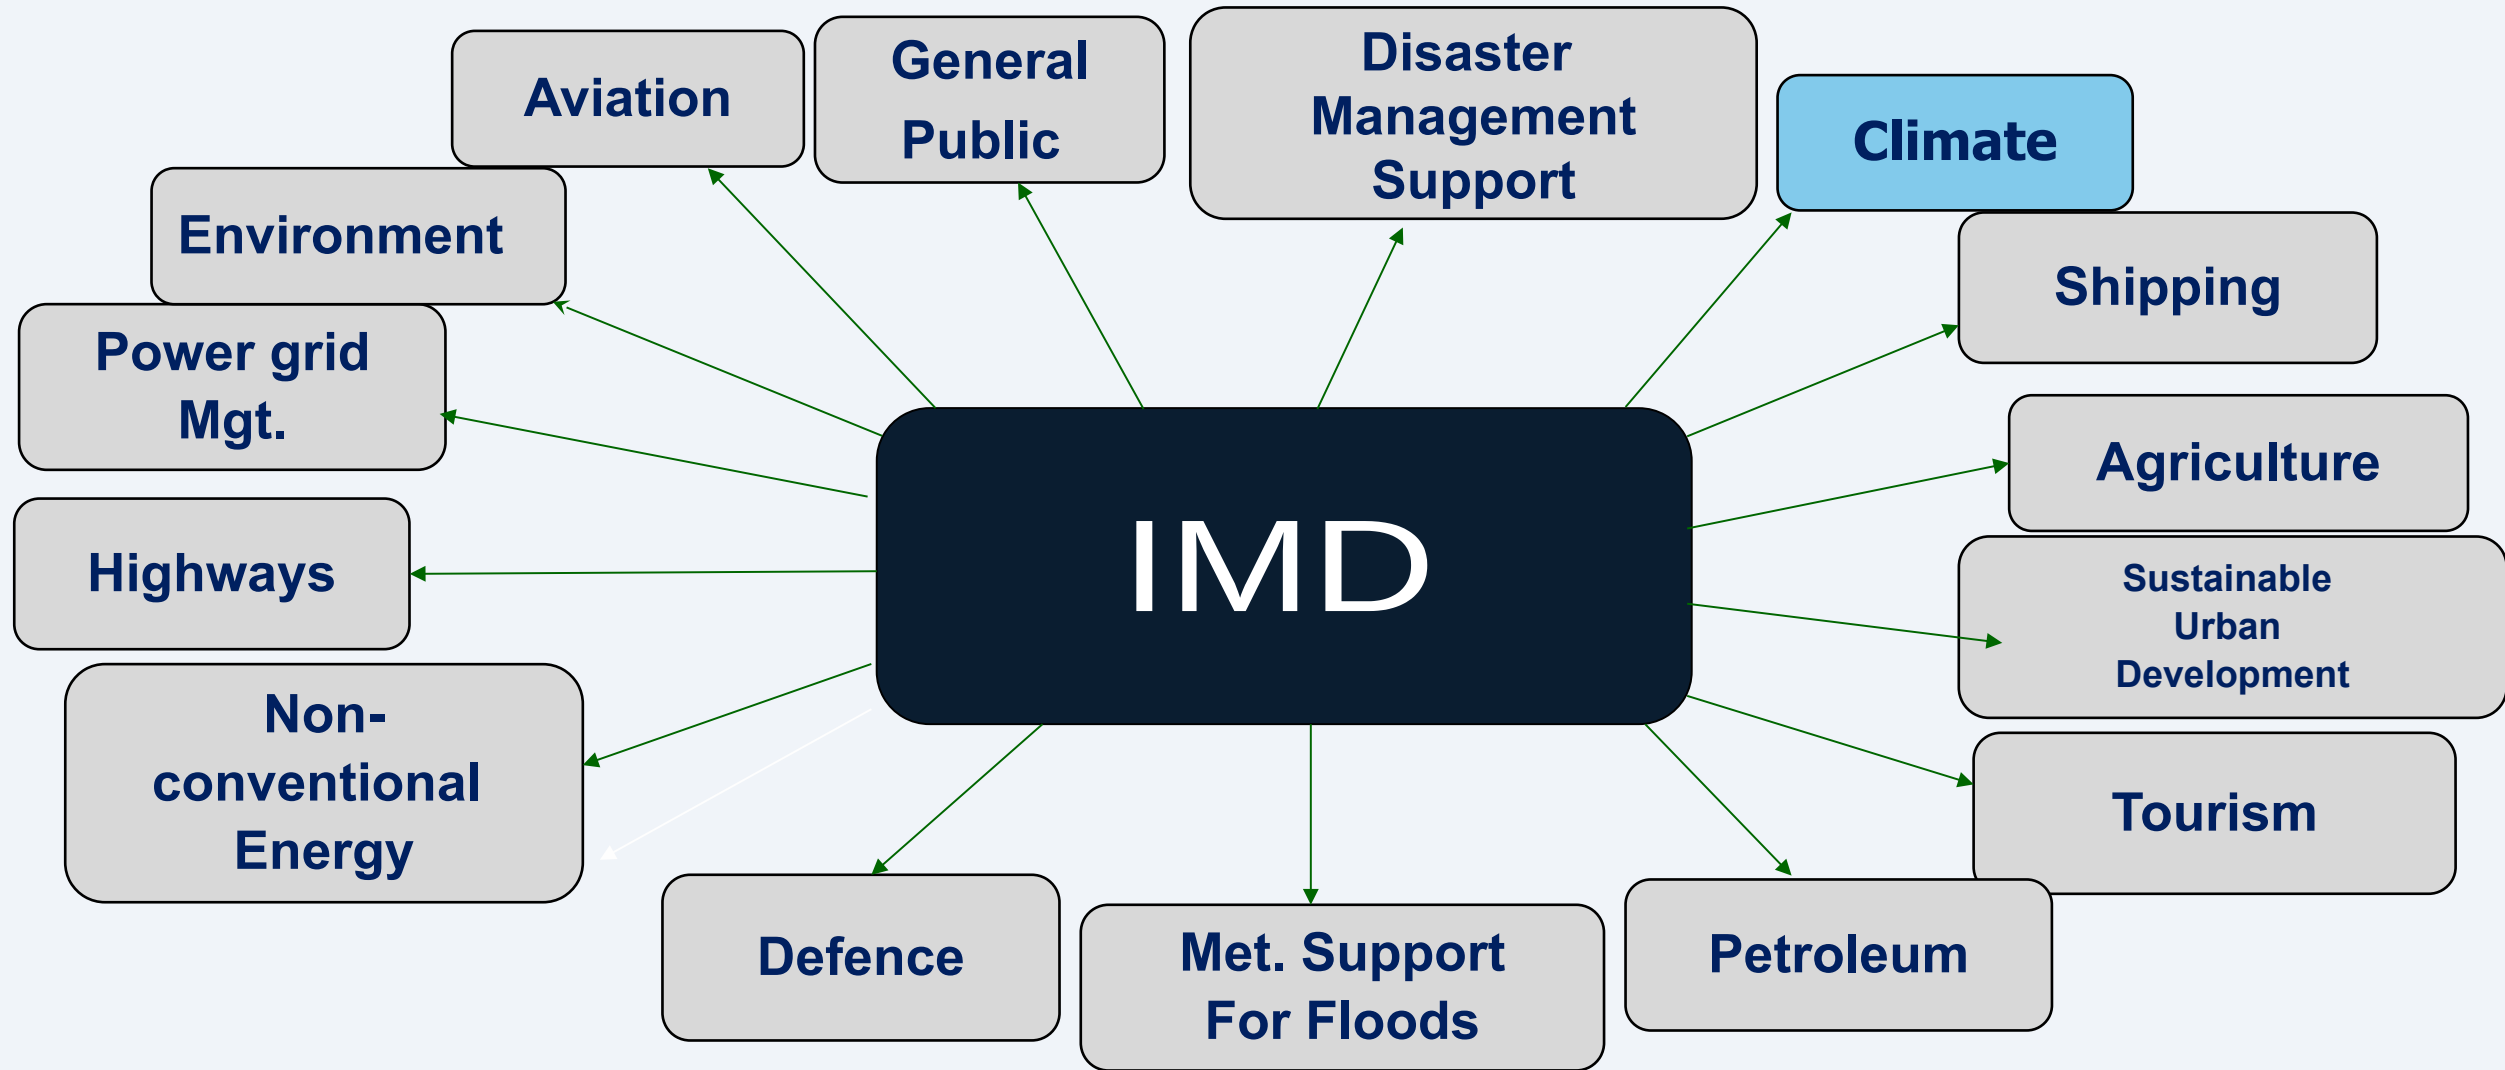 General
Public
Disaster
Management
Support
Aviation
Climate
Environment
Shipping
Power grid
Mgt.
Agriculture
IMD
Highways
Sustainable
Urban
Development
Non-
conventional
Energy
Tourism
Defence
Met. Support
For Floods
Petroleum